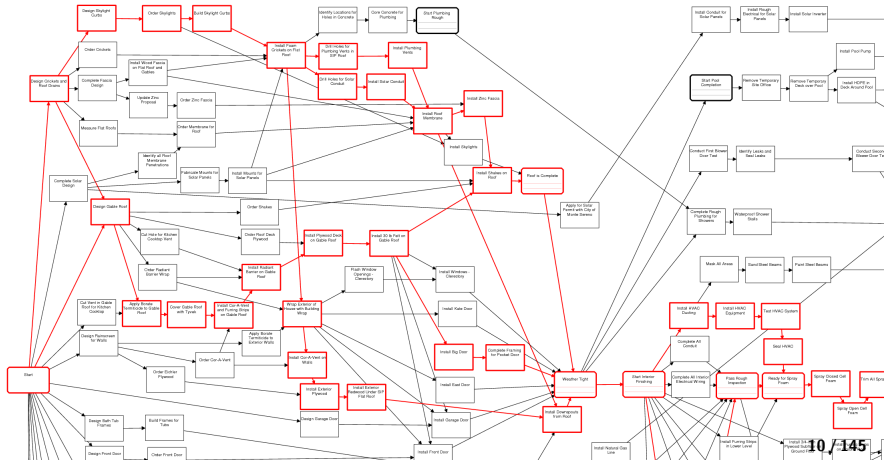 Design Skylight
Curbs
Order Skylights
Build Skylight Curbs
Identify Locations for
Holes in Concrete
Core Concrete for
Plumbing
Start Plumbing
Rough
Install Conduit for
Solar Panels
Install Rough
Electrical for Solar
Panels
Install Solar Inverter
Order Crickets
Install Wood Fascia
on Flat Roof and
Gables
Install Foam
Crickets on Flat
Roof
Drill Holes for
Plumbing Vents in
SIP Roof
Install Plumbing
Vents
Install Pool Pump
Design Crickets and
Roof Drains
Complete Fascia
Design
Drill Holes for Solar
Conduit
Install Solar Conduit
Start Pool
Completion
Remove Temporary
Site Office
Remove Temporary
Deck over Pool
Install HDPE in
Deck Around Pool
Update Zinc
Proposal
Order Zinc Fascia
Install Zinc Fascia
Measure Flat Roofs
Order Membrane for
Roof
Install Roof
Membrane
Install Skylights
Identify all Roof
Membrane
Penetrations
Conduct First Blower
Door Test
Identify Leaks and
Seal Leaks
Conduct Second
Blower Door Test
Complete Solar
Design
Fabricate Mounts for
Solar Panels
Install Mounts for
Solar Panels
Install Shakes on
Roof
Roof is Complete
Design Gable Roof
Order Shakes
Apply for Solar
Permit with City of
Monte Sereno
Complete Rough
Plumbing for
Showers
Waterproof Shower
Seats
Cut Hole for Kitchen
Cooktop Vent
Order Roof Deck
Plywood
Install Plywood Deck
on Gable Roof
Install 30 lb Felt on
Gable Roof
Order Radiant
Barrier Wrap
Install Radiant
Barrier on Gable
Roof
Flash Window
Openings -
Clerestory
Install Windows -
Clerestory
Mask All Areas
Sand Steel Beams
Paint Steel Beams
Cut Vent in Gable
Roof for Kitchen
Cooktop
Apply Borate
Termiticide to Gable
Roof
Cover Gable Roof
with Tyvek
Install Cor-A-Vent
and Furring Strips
on Gable Roof
Wrap Exterior of
House with Building
Wrap
Install Kate Door
Install HVAC
Ducting
Install HVAC
Equipment
Test HVAC System
Design Rainscreen
for Walls
Apply Borate
Termiticide to
Exterior Walls
Order Cor-A-Vent
Install Cor-A-Vent on
Walls
Install Big Door
Complete Framing
for Pocket Door
Complete All
Conduit
Seal HVAC
Start
Order Eichler
Plywood
Install Exterior
Plywood
Install Exterior
Redwood Under SIP
Flat Roof
Install East Door
Weather Tight
Start Interior
Finishing
Complete All Interior
Electrical Wiring
Pass Rough
Inspection
Ready for Spray
Foam
Spray Closed Cell
Foam
Trim All Spray
Design Bath Tub
Frames
Build Frames for
Tubs
Design Garage Door
Install Garage Door
Install Downspouts
from Roof
Spray Open Cell
Foam
Design Front Door
Order Front Door
Install Front Door
Install Natural Gas
Line
Install Furring Strips
in Lower Level
10 / 145